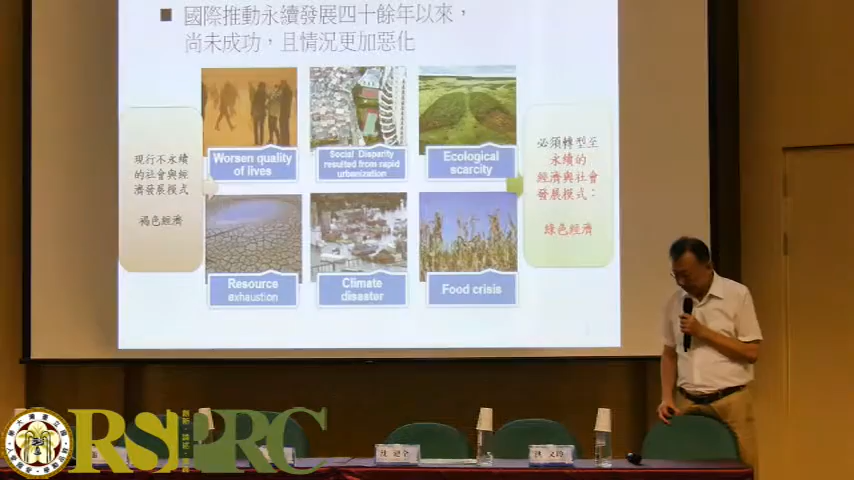 國際推動永續發展四十餘年以來，
尚未成功，且情況更加惡化
現行不永續
的社會與經
濟發展模式
褐色經濟
Worsen quality
of lives
Social Disparity
resulted from rapid
urbanization
Ecological
scarcity
Resource
exhaustion
Climate
disaster
Food crisis
必須轉型至
永續的
經濟與社會
發展模式：
綠色經濟
RSPRC